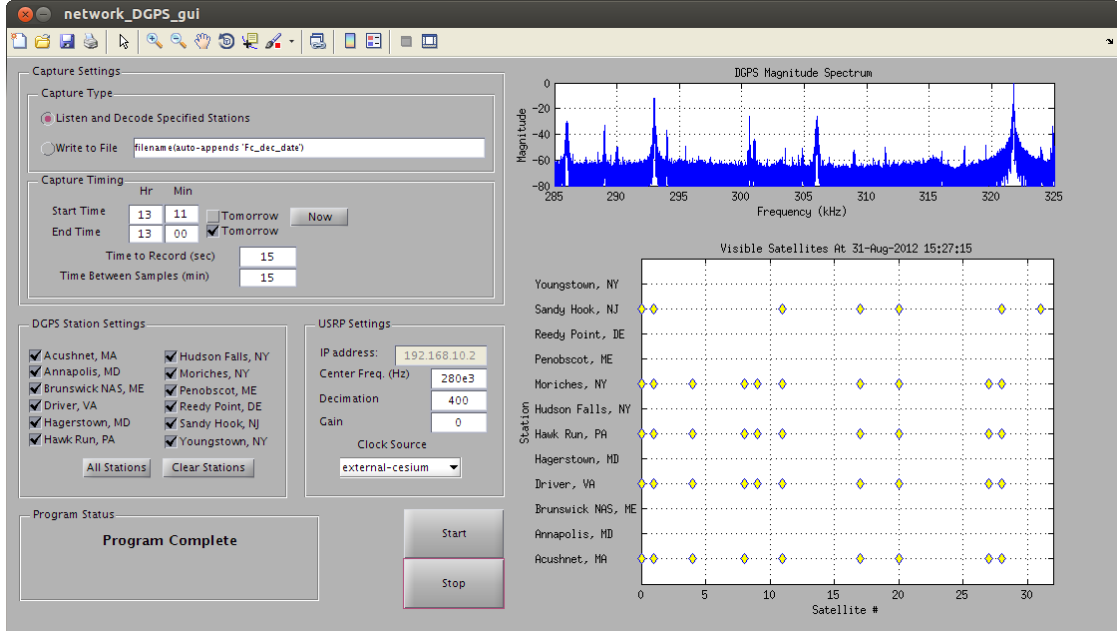 network_DGPS_gui
Capture Settings
Capture Type
Listen and Decode Specified Stations
Write to File filename(auto-appends 'Fc_dec_date')
Capture Timing
Hr Min
Start Time 13 11 Tomorrow Now
End Time 13 00 Tomorrow
Time to Record (sec) 15
Time Between Samples (min) 15
DGPS Station Settings
Acushnet, MA Hudson Falls, NY
Annapolis, MD Moriches, NY
Brunswick NAS, ME Penobscot, ME
Driver, VA Reedy Point, DE
Hagerstown, MD Sandy Hook, NJ
Hawk Run, PA Youngstown, NY
All Stations Clear Stations
USRP Settings
IP address: 192.168.10.2
Center Freq. (Hz) 280e3
Decimation 400
Gain 0
Clock Source
external-cesium
Program Status
Program Complete
Start
Stop
DGPS Magnitude Spectrum
Magnitude
0
-20
-40
-60
-80
285 290 295 300 305 310 315 320 325
Frequency (kHz)
Visible Satellites At 31-Aug-2012 15:27:15
Station
Youngstown, NY
Sandy Hook, NJ
Reedy Point, DE
Penobscot, ME
Moriches, NY
Hudson Falls, NY
Hawk Run, PA
Hagerstown, MD
Driver, VA
Brunswick NAS, ME
Annapolis, MD
Acushnet, MA
0 5 10 15 20 25 30
Satellite #